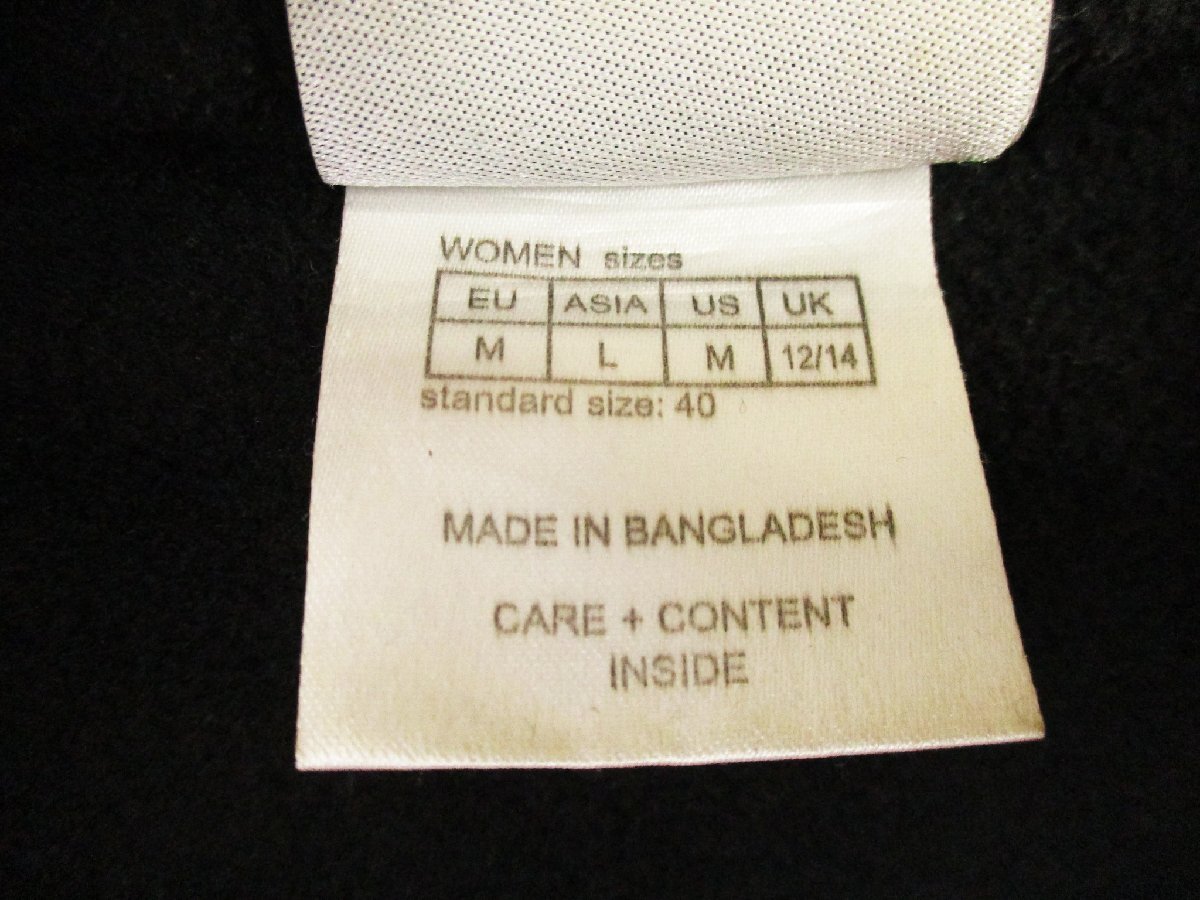 WOMEN sizes
EU ASIA US UK
M L M 12/14
standard size: 40
MADE IN BANGLADESH
CARE + CONTENT
INSIDE